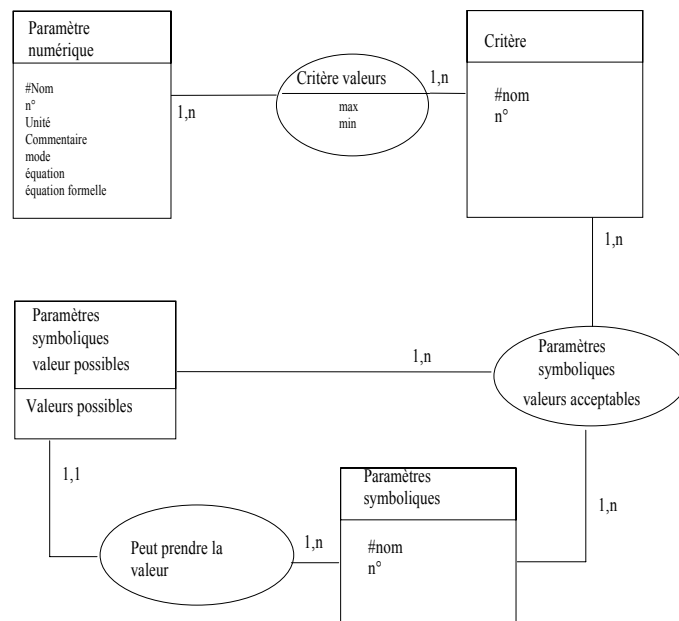 Paramètre
numérique
#Nom
n°
Unité
Commentaire
mode
équation
équation formelle
1,n
Critère valeurs
max
min
1,n
Critère
#nom
n°
1,n
Paramètres
symboliques
valeur possibles
Valeurs possibles
1,n
Paramètres
symboliques
valeurs acceptables
1,1
Peut prendre la
valeur
1,n
Paramètres
symboliques
#nom
n°
1,n